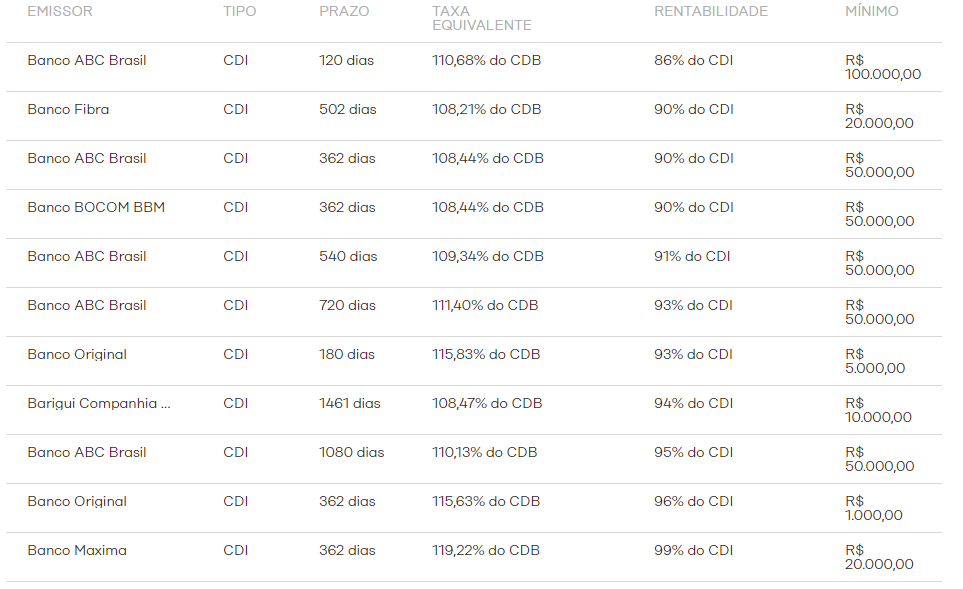 EMISSOR TIPO PRAZO TAXA EQUIVALENTE RENTABILIDADE MÍNIMO
Banco ABC Brasil CDI 120 dias 110,68% do CDB 86% do CDI R$ 100.000,00
Banco Fibra CDI 502 dias 108,21% do CDB 90% do CDI R$ 20.000,00
Banco ABC Brasil CDI 362 dias 108,44% do CDB 90% do CDI R$ 50.000,00
Banco BOCOM BBM CDI 362 dias 108,44% do CDB 90% do CDI R$ 50.000,00
Banco ABC Brasil CDI 540 dias 109,34% do CDB 91% do CDI R$ 50.000,00
Banco ABC Brasil CDI 720 dias 111,40% do CDB 93% do CDI R$ 50.000,00
Banco Original CDI 180 dias 115,83% do CDB 93% do CDI R$ 5.000,00
Barigui Companhia ... CDI 1461 dias 108,47% do CDB 94% do CDI R$ 10.000,00
Banco ABC Brasil CDI 1080 dias 110,13% do CDB 95% do CDI R$ 50.000,00
Banco Original CDI 362 dias 115,63% do CDB 96% do CDI R$ 1.000,00
Banco Maxima CDI 362 dias 119,22% do CDB 99% do CDI R$ 20.000,00